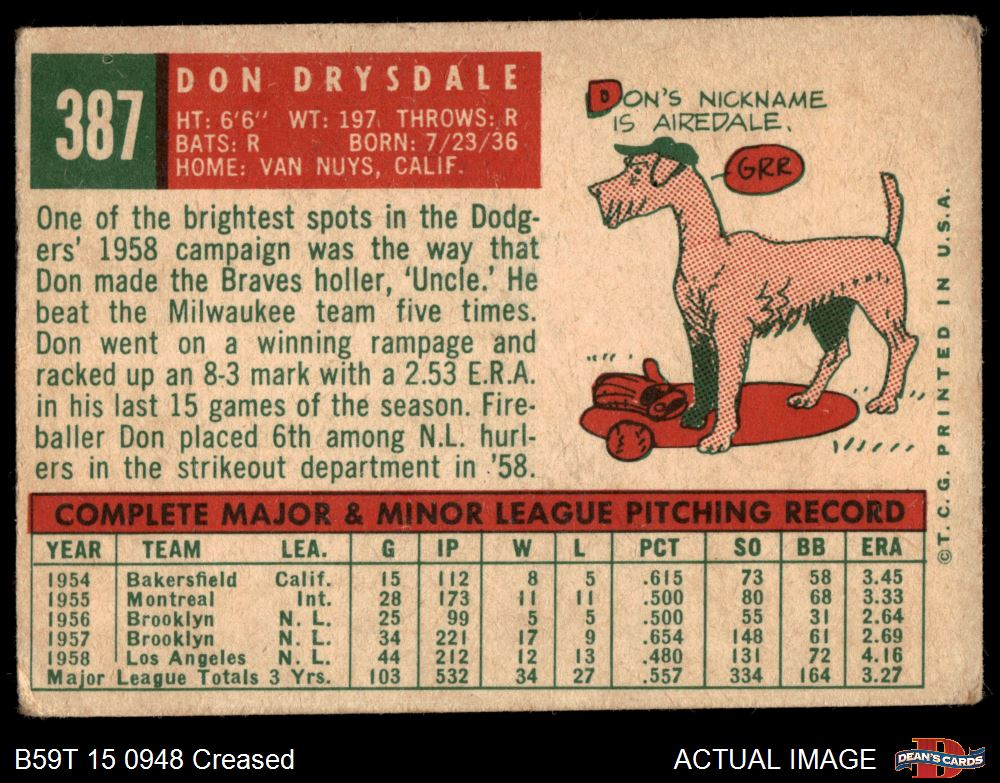 387
DON DRYSDALE
HT: 6'6" WT: 197 THROWS: R
BATS: R BORN: 7/23/36
HOME: VAN NUYS, CALIF.
DON'S NICKNAME
IS AIREDALE.
GRR
One of the brightest spots in the Dodg-
ers' 1958 campaign was the way that
Don made the Braves holler, 'Uncle.' He
beat the Milwaukee team five times.
Don went on a winning rampage and
racked up an 8-3 mark with a 2.53 E.R.A.
in his last 15 games of the season. Fire-
baller Don placed 6th among N.L. hurl-
ers in the strikeout department in '58.
COMPLETE MAJOR & MINOR LEAGUE PITCHING RECORD
YEAR TEAM LEA. G IP W L PCT SO BB ERA
1954 Bakersfield Calif. 15 112 8 5 .615 73 58 3.45
1955 Montreal Int. 28 173 11 11 .500 80 68 3.33
1956 Brooklyn N. L. 25 99 5 5 .500 55 31 2.64
1957 Brooklyn N. L. 34 221 17 9 .654 148 61 2.69
1958 Los Angeles N. L. 44 212 12 13 .480 131 72 4.16
Major League Totals 3 Yrs. 103 532 34 27 .557 334 164 3.27
© T. C. G. PRINTED IN U.S.A.
B59T 15 0948 Creased
ACTUAL IMAGE
D
DEAN'S CARDS